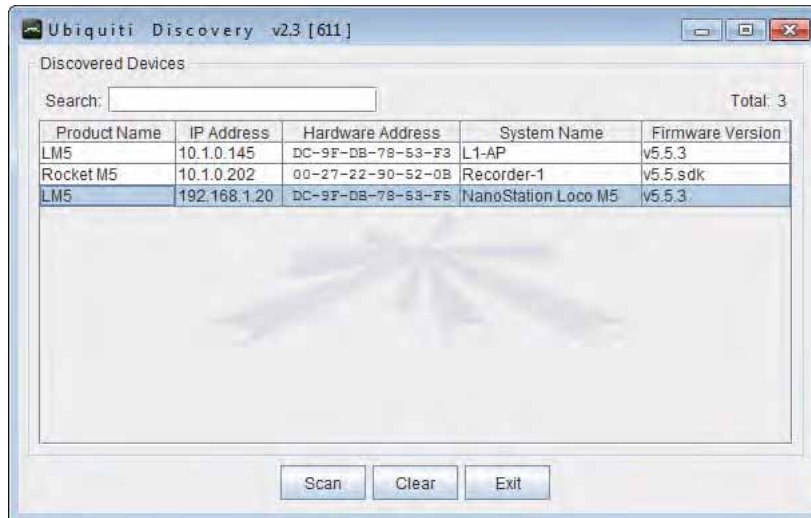 Ubiquiti Discovery v2.3 [611]
Discovered Devices
Search:
Total: 3
Product Name IP Address Hardware Address System Name Firmware Version
LM5 10.1.0.145 DC-9F-DB-78-53-F3 L1-AP v5.5.3
Rocket M5 10.1.0.202 00-27-22-90-52-0B Recorder-1 v5.5.sdk
LM5 192.168.1.20 DC-9F-DB-78-53-F5 NanoStation Loco M5 v5.5.3
Scan Clear Exit